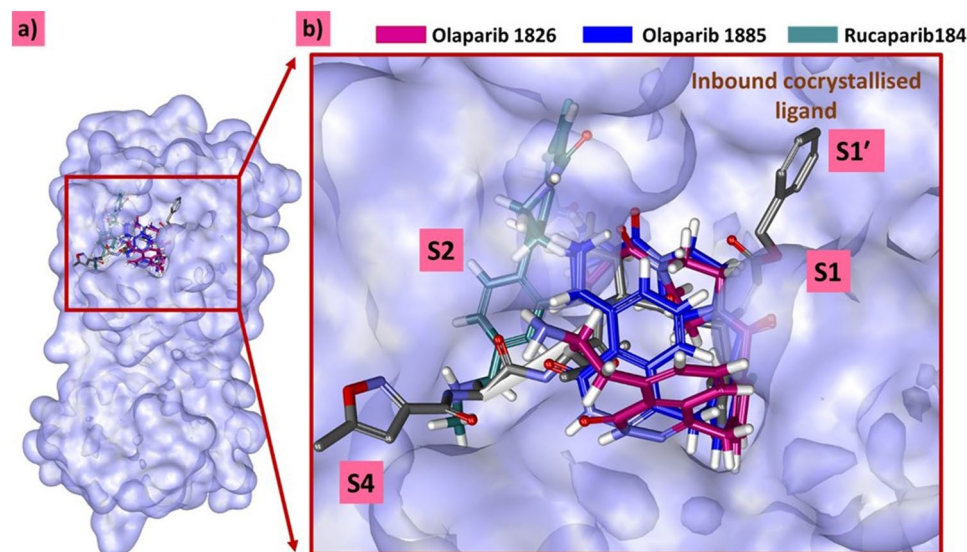 a)
b)
Olaparib 1826
Olaparib 1885
Rucaparib184
Inbound cocrystallised
ligand
S1′
S2
S1
S4